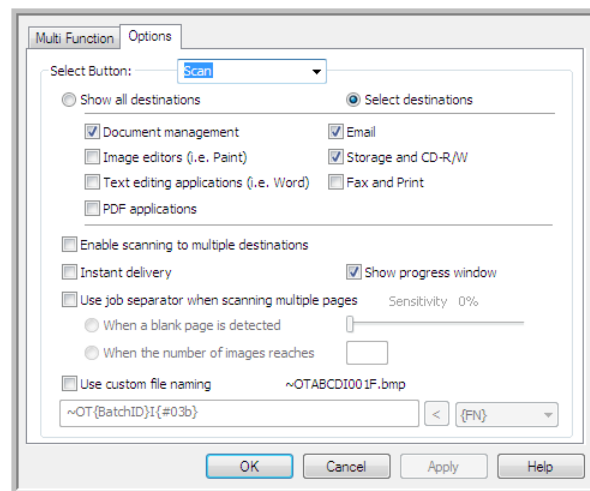 Multi Function Options
Select Button: Scan
Show all destinations Select destinations
Document management Email
Image editors (i.e. Paint) Storage and CD-R/W
Text editing applications (i.e. Word) Fax and Print
PDF applications
Enable scanning to multiple destinations
Instant delivery Show progress window
Use job separator when scanning multiple pages Sensitivity 0%
When a blank page is detected
When the number of images reaches
Use custom file naming ~OTABCDI001F.bmp
~OT{BatchID}I{#03b} < {FN}
OK Cancel Apply Help